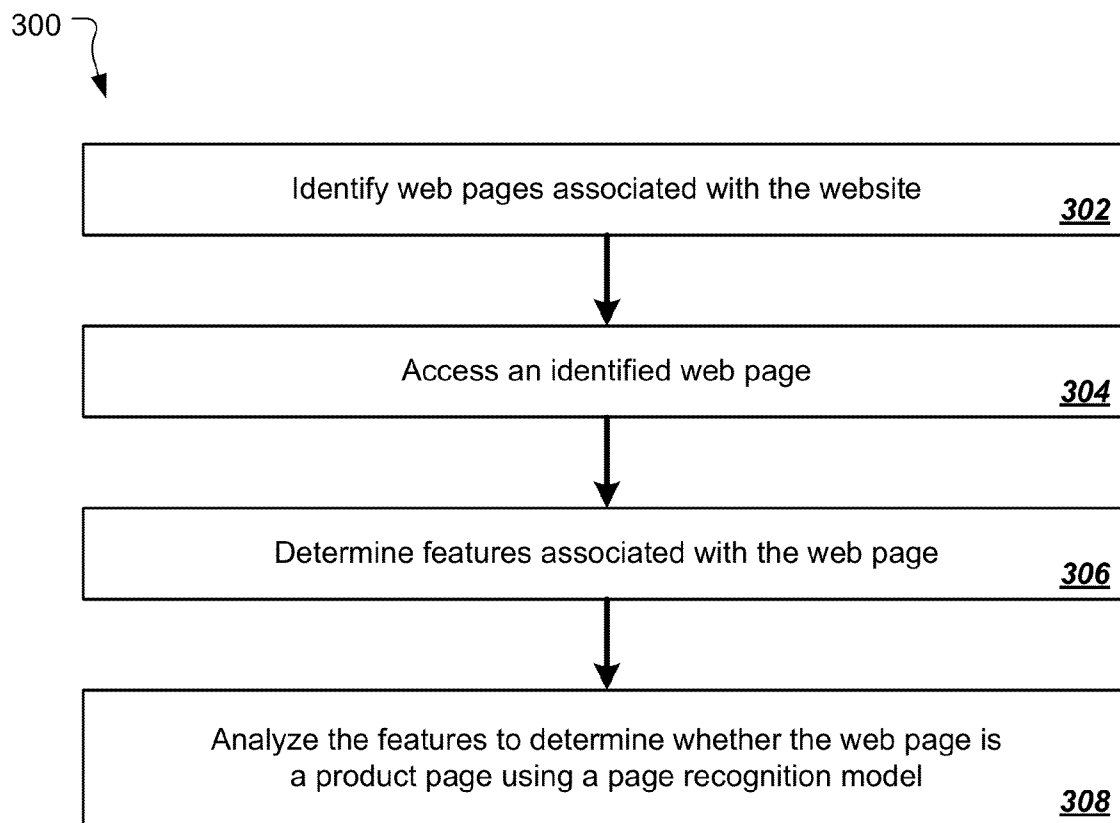 300
Identify web pages associated with the website
302
Access an identified web page
304
Determine features associated with the web page
306
Analyze the features to determine whether the web page is
a product page using a page recognition model
308